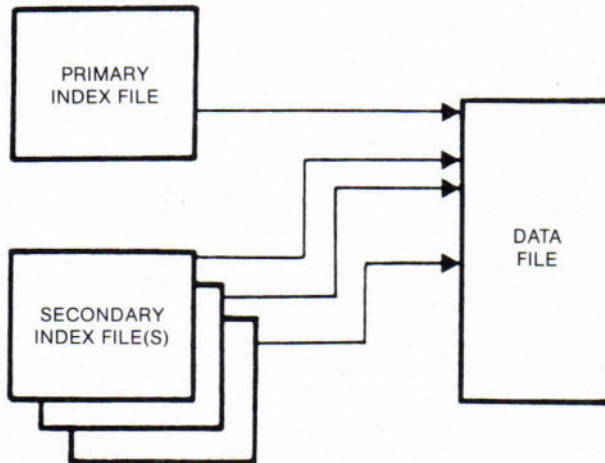 PRIMARY
INDEX FILE
SECONDARY
INDEX FILE(S)
DATA
FILE